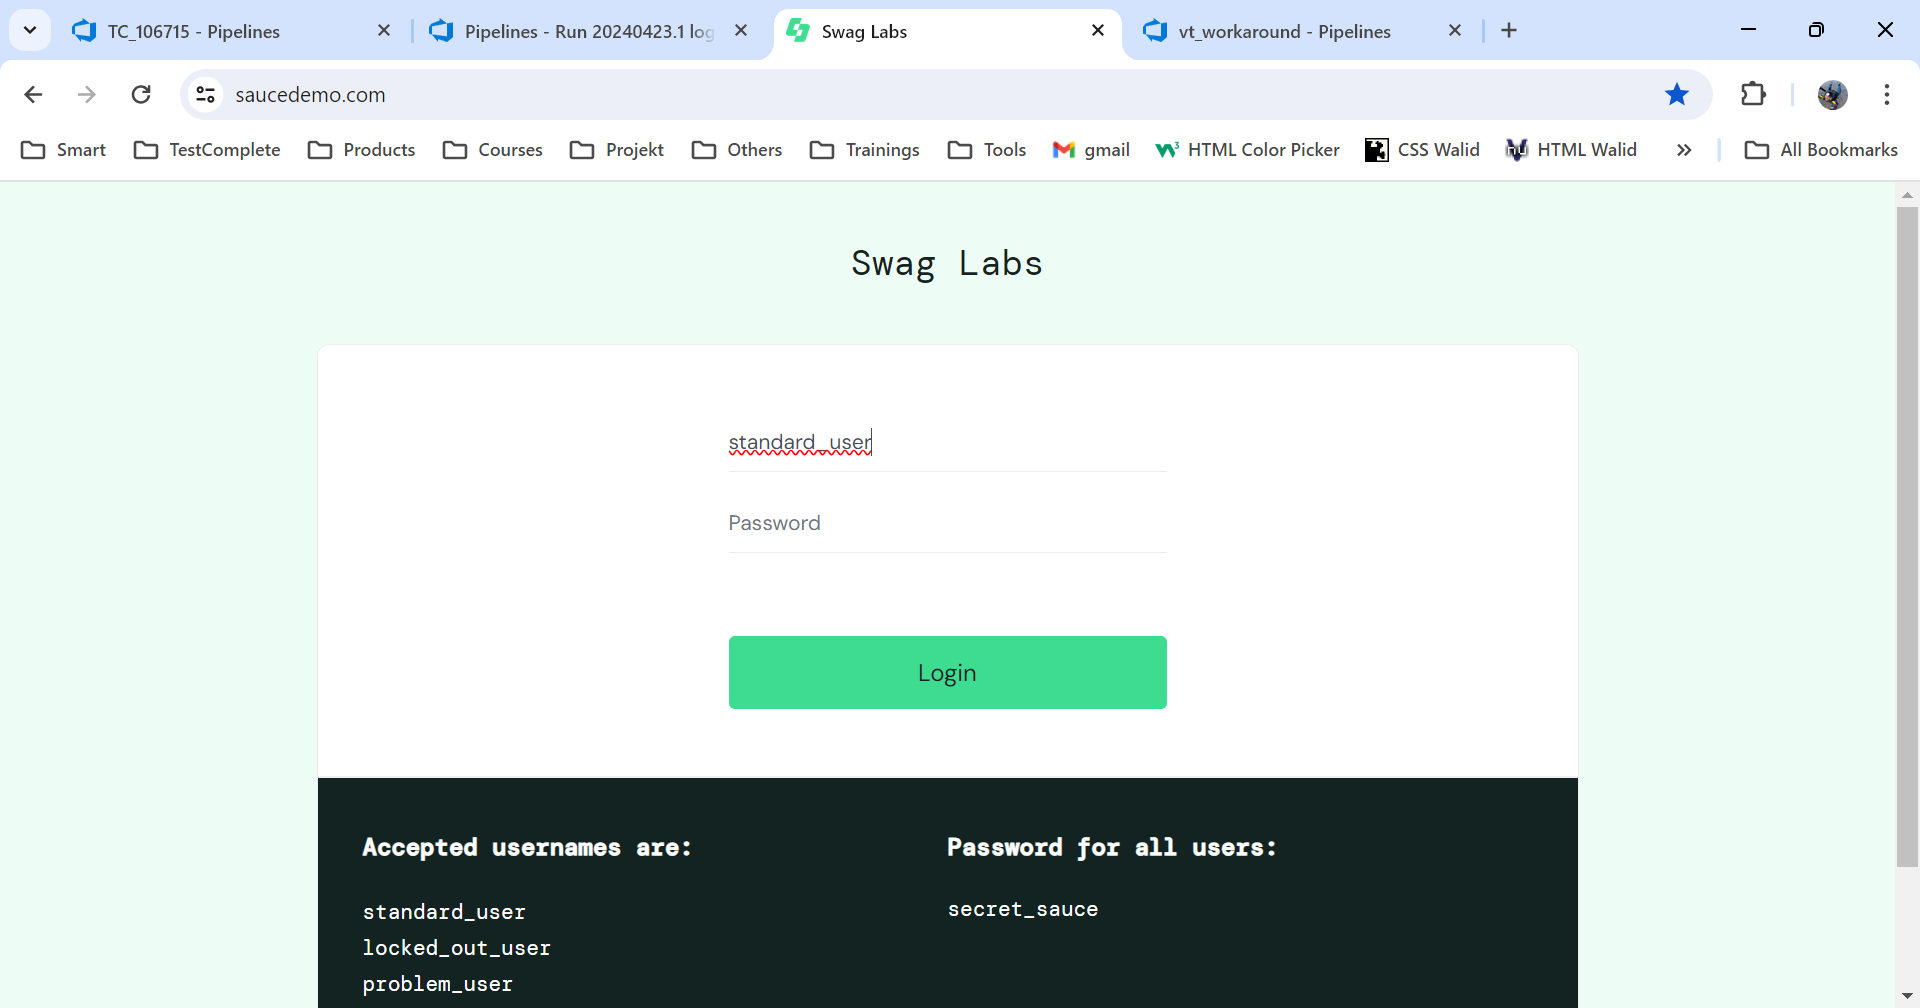 TC_106715 - Pipelines
Pipelines - Run 20240423.1 log
Swag Labs
vt_workaround - Pipelines
saucedemo.com
Smart TestComplete Products Courses Projekt Others Trainings Tools gmail HTML Color Picker CSS Walid HTML Walid » All Bookmarks
Swag Labs
standard_user
Password
Login
Accepted usernames are:
standard_user
locked_out_user
problem_user
Password for all users:
secret_sauce